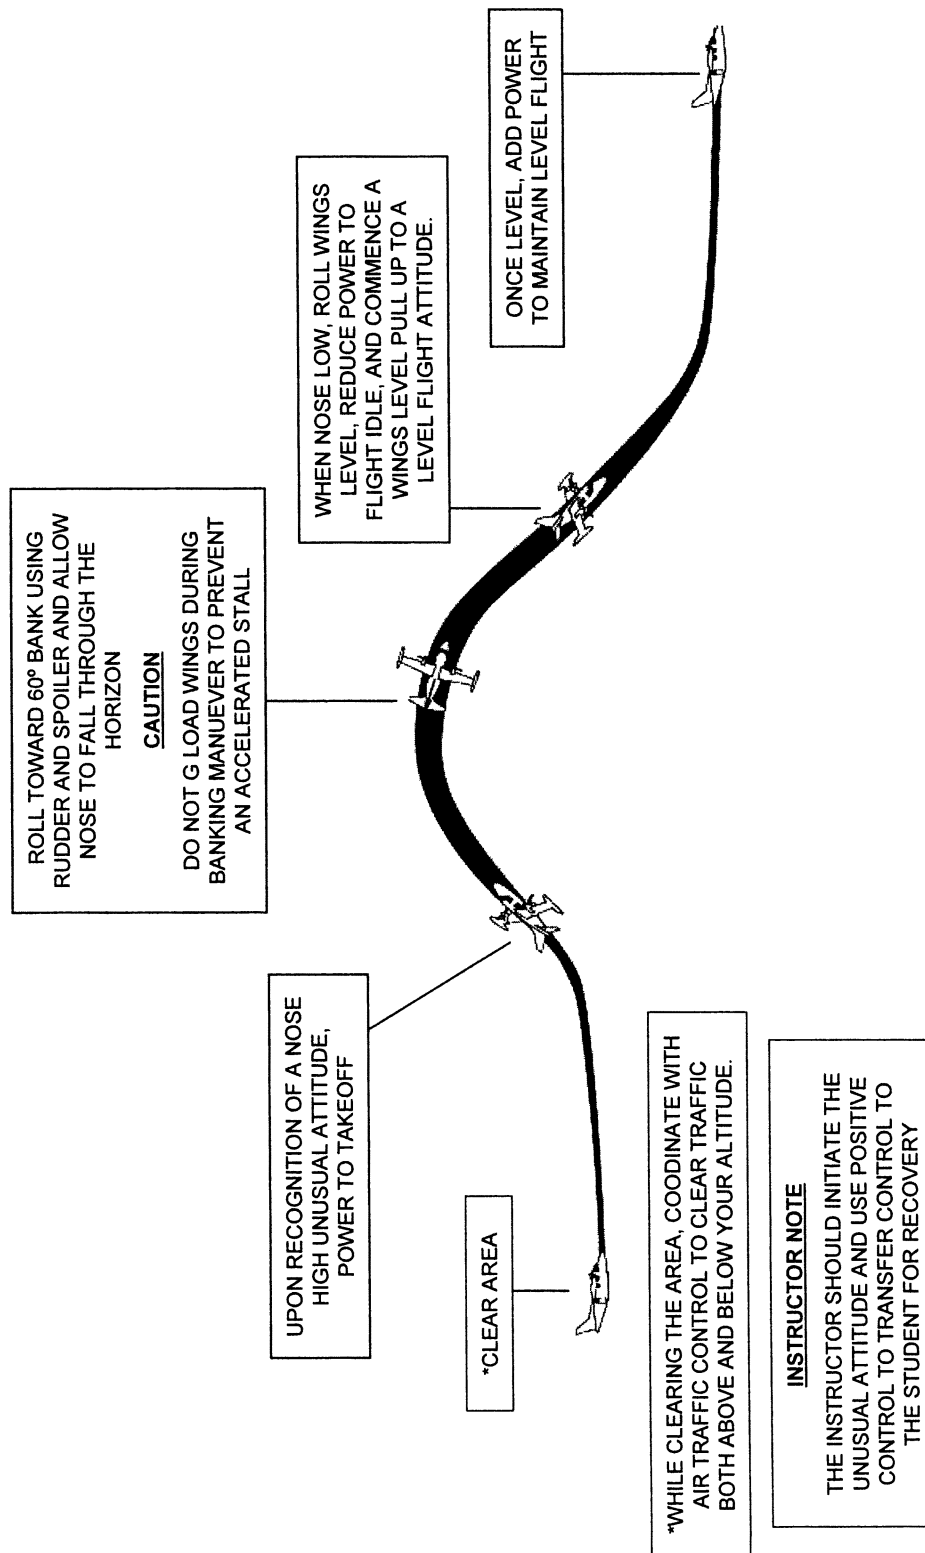 ROLL TOWARD 60º BANK USING
RUDDER AND SPOILER AND ALLOW
NOSE TO FALL THROUGH THE
HORIZON
CAUTION
DO NOT G LOAD WINGS DURING
BANKING MANUEVER TO PREVENT
AN ACCELERATED STALL
UPON RECOGNITION OF A NOSE
HIGH UNUSUAL ATTITUDE,
POWER TO TAKEOFF
WHEN NOSE LOW, ROLL WINGS
LEVEL, REDUCE POWER TO
FLIGHT IDLE, AND COMMENCE A
WINGS LEVEL PULL UP TO A
LEVEL FLIGHT ATTITUDE.
*CLEAR AREA
ONCE LEVEL, ADD POWER
TO MAINTAIN LEVEL FLIGHT
*WHILE CLEARING THE AREA, COODINATE WITH
AIR TRAFFIC CONTROL TO CLEAR TRAFFIC
BOTH ABOVE AND BELOW YOUR ALTITUDE.
INSTRUCTOR NOTE
THE INSTRUCTOR SHOULD INITIATE THE
UNUSUAL ATTITUDE AND USE POSITIVE
CONTROL TO TRANSFER CONTROL TO
THE STUDENT FOR RECOVERY